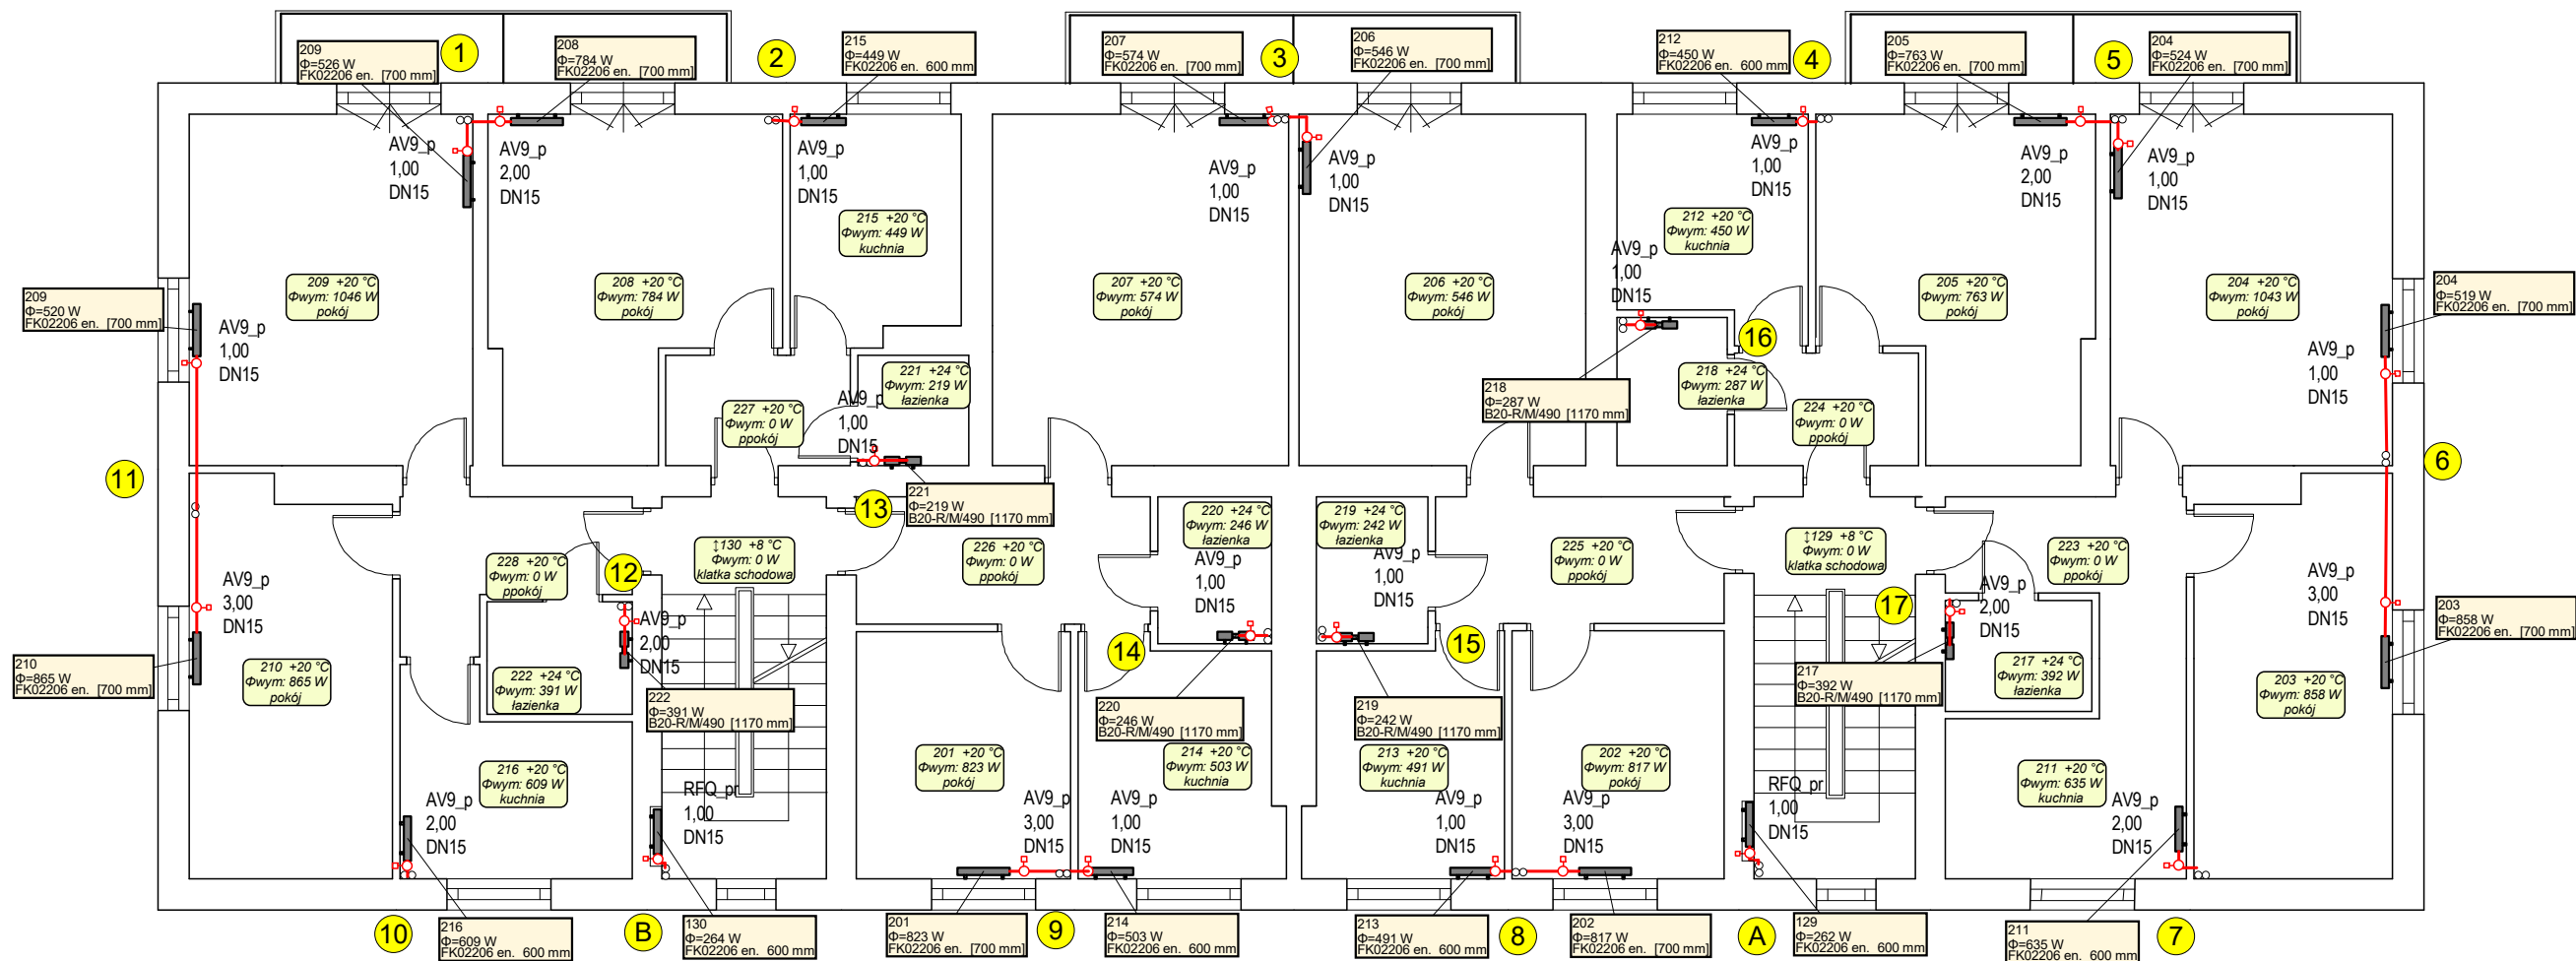 209
Φ=526 W
FK02206 en. [700 mm]
1
208
Φ=784 W
FK02206 en. [700 mm]
2
215
Φ=449 W
FK02206 en. 600 mm
207
Φ=574 W
FK02206 en. [700 mm]
3
206
Φ=546 W
FK02206 en. [700 mm]
212
Φ=450 W
FK02206 en. 600 mm
4
205
Φ=763 W
FK02206 en. [700 mm]
5
204
Φ=524 W
FK02206 en. [700 mm]
AV9_p
1,00
DN15
AV9_p
2,00
DN15
AV9_p
1,00
DN15
AV9_p
1,00
DN15
AV9_p
1,00
DN15
AV9_p
1,00
DN15
AV9_p
2,00
DN15
AV9_p
1,00
DN15
215 +20 °C
Φwym: 449 W
kuchnia
212 +20 °C
Φwym: 450 W
kuchnia
AV9_p
1,00
DN15
209
Φ=520 W
FK02206 en. [700 mm]
AV9_p
1,00
DN15
209 +20 °C
Φwym: 1046 W
pokój
208 +20 °C
Φwym: 784 W
pokój
207 +20 °C
Φwym: 574 W
pokój
206 +20 °C
Φwym: 546 W
pokój
205 +20 °C
Φwym: 763 W
pokój
204 +20 °C
Φwym: 1043 W
pokój
204
Φ=519 W
FK02206 en. [700 mm]
AV9_p
1,00
DN15
16
221 +24 °C
Φwym: 219 W
łazienka
AV9_p
1,00
DN15
227 +20 °C
Φwym: 0 W
ppokój
218
Φ=287 W
B20-R/M/490 [1170 mm]
218 +24 °C
Φwym: 287 W
łazienka
224 +20 °C
Φwym: 0 W
ppokój
11
6
13
221
Φ=219 W
B20-R/M/490 [1170 mm]
220 +24 °C
Φwym: 246 W
łazienka
219 +24 °C
Φwym: 242 W
łazienka
AV9_p
1,00
DN15
AV9_p
1,00
DN15
228 +20 °C
Φwym: 0 W
ppokój
12
↕130 +8 °C
Φwym: 0 W
klatka schodowa
226 +20 °C
Φwym: 0 W
ppokój
225 +20 °C
Φwym: 0 W
ppokój
↕129 +8 °C
Φwym: 0 W
klatka schodowa
223 +20 °C
Φwym: 0 W
ppokój
AV9_p
3,00
DN15
AV9_p
2,00
DN15
17
AV9_p
2,00
DN15
AV9_p
3,00
DN15
203
Φ=858 W
FK02206 en. [700 mm]
210
Φ=865 W
FK02206 en. [700 mm]
210 +20 °C
Φwym: 865 W
pokój
222 +24 °C
Φwym: 391 W
łazienka
222
Φ=391 W
B20-R/M/490 [1170 mm]
14
15
220
Φ=246 W
B20-R/M/490 [1170 mm]
219
Φ=242 W
B20-R/M/490 [1170 mm]
217
Φ=392 W
B20-R/M/490 [1170 mm]
217 +24 °C
Φwym: 392 W
łazienka
203 +20 °C
Φwym: 858 W
pokój
216 +20 °C
Φwym: 609 W
kuchnia
201 +20 °C
Φwym: 823 W
pokój
214 +20 °C
Φwym: 503 W
kuchnia
213 +20 °C
Φwym: 491 W
kuchnia
202 +20 °C
Φwym: 817 W
pokój
211 +20 °C
Φwym: 635 W
kuchnia
AV9_p
2,00
DN15
RFQ_pr
1,00
DN15
AV9_p
3,00
DN15
AV9_p
1,00
DN15
AV9_p
1,00
DN15
AV9_p
3,00
DN15
RFQ_pr
1,00
DN15
AV9_p
2,00
DN15
10
216
Φ=609 W
FK02206 en. 600 mm
B
130
Φ=264 W
FK02206 en. 600 mm
201
Φ=823 W
FK02206 en. [700 mm]
9
214
Φ=503 W
FK02206 en. 600 mm
213
Φ=491 W
FK02206 en. 600 mm
8
202
Φ=817 W
FK02206 en. [700 mm]
A
129
Φ=262 W
FK02206 en. 600 mm
211
Φ=635 W
FK02206 en. 600 mm
7